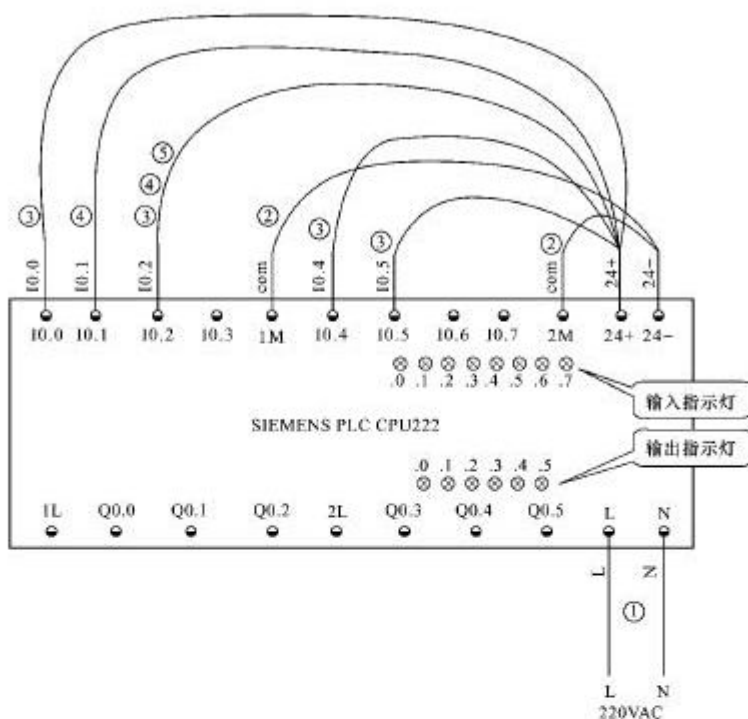 ⑤
④
③ ④ ③ ② ③ ③ ②
I0.0 I0.1 I0.2 com I0.4 I0.5 com 24+ 24−
I0.0 I0.1 I0.2 I0.3 1M I0.4 I0.5 I0.6 I0.7 2M 24+ 24−
.0 .1 .2 .3 .4 .5 .6 .7
输入指示灯
SIEMENS PLC CPU222
输出指示灯
.0 .1 .2 .3 .4 .5
1L Q0.0 Q0.1 Q0.2 2L Q0.3 Q0.4 Q0.5 L N
L N
①
L N
220VAC